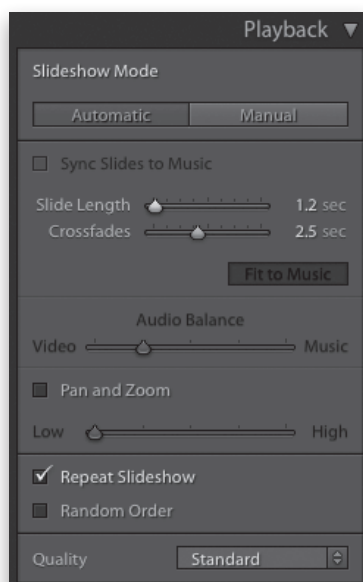 Playback
Slideshow Mode
Automatic Manual
Sync Slides to Music
Slide Length 1.2 sec
Crossfades 2.5 sec
Fit to Music
Audio Balance
Video Music
Pan and Zoom
Low High
Repeat Slideshow
Random Order
Quality Standard